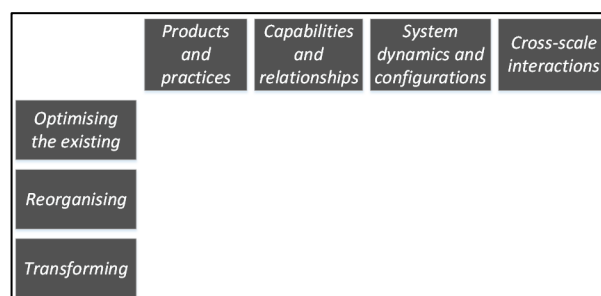 Products
and
practices
Capabilities
and
relationships
System
dynamics and
configurations
Cross-scale
interactions
Optimising
the existing
Reorganising
Transforming